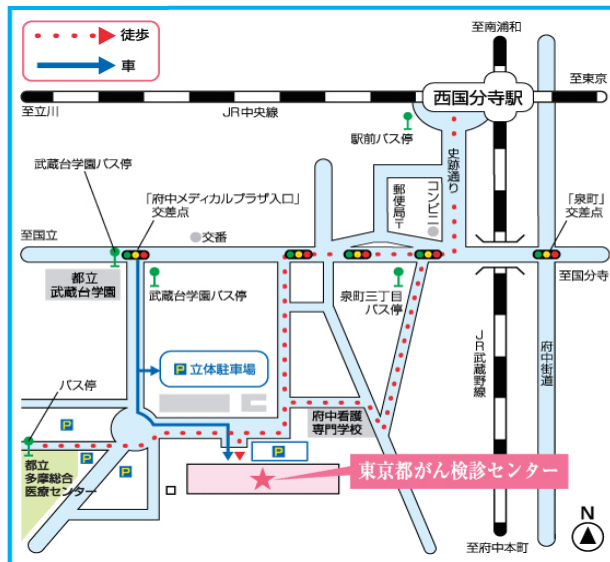 徒歩
車
至南浦和
至東京
西国分寺駅
至立川
JR中央線
駅前バス停
史跡通り
武蔵台学園バス停
「府中メディカルプラザ入口」
交差点
郵便局〒
コンビニ
「泉町」
交差点
至国立
交番
都立
武蔵台学園
武蔵台学園バス停
泉町三丁目
バス停
至国分寺
P 立体駐車場
JR武蔵野線
府中街道
バス停
P
府中看護
専門学校
P
P
P
都立
多摩総合
医療センター
東京都がん検診センター
N
至府中本町